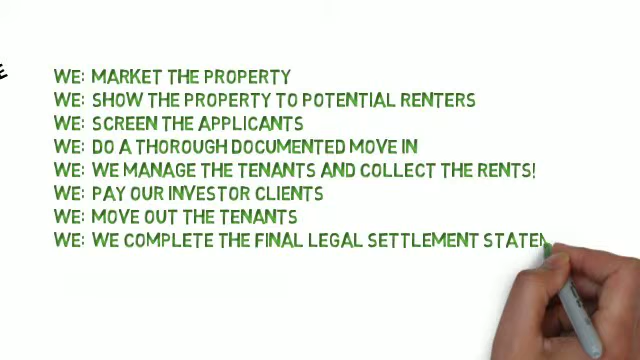 WE: MARKET THE PROPERTY
WE: SHOW THE PROPERTY TO POTENTIAL RENTERS
WE: SCREEN THE APPLICANTS
WE: DO A THOROUGH DOCUMENTED MOVE IN
WE: WE MANAGE THE TENANTS AND COLLECT THE RENTS!
WE: PAY OUR INVESTOR CLIENTS
WE: MOVE OUT THE TENANTS
WE: WE COMPLETE THE FINAL LEGAL SETTLEMENT